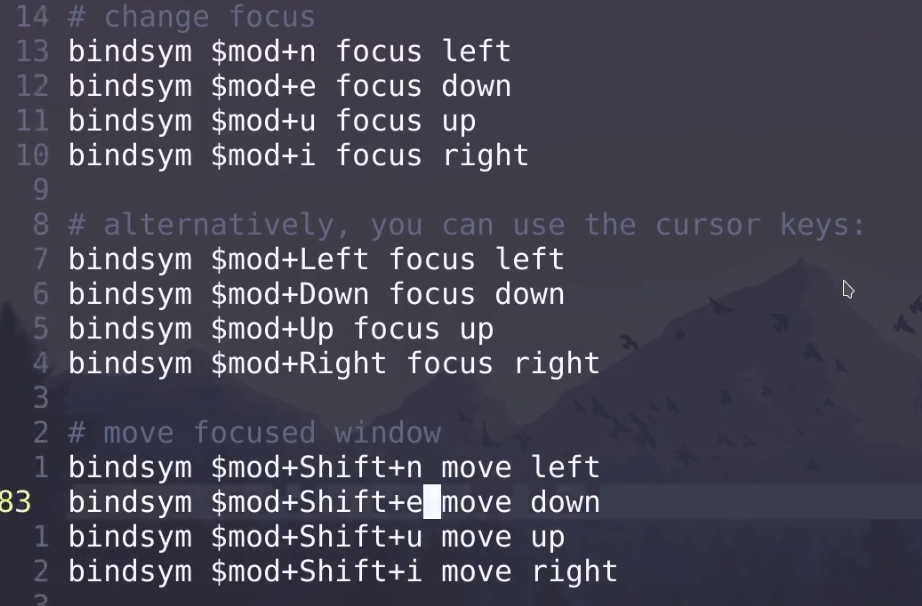 14 # change focus
13 bindsym $mod+n focus left
12 bindsym $mod+e focus down
11 bindsym $mod+u focus up
10 bindsym $mod+i focus right
9
8 # alternatively, you can use the cursor keys:
7 bindsym $mod+Left focus left
6 bindsym $mod+Down focus down
5 bindsym $mod+Up focus up
4 bindsym $mod+Right focus right
3
2 # move focused window
1 bindsym $mod+Shift+n move left
83 bindsym $mod+Shift+e move down
1 bindsym $mod+Shift+u move up
2 bindsym $mod+Shift+i move right
3